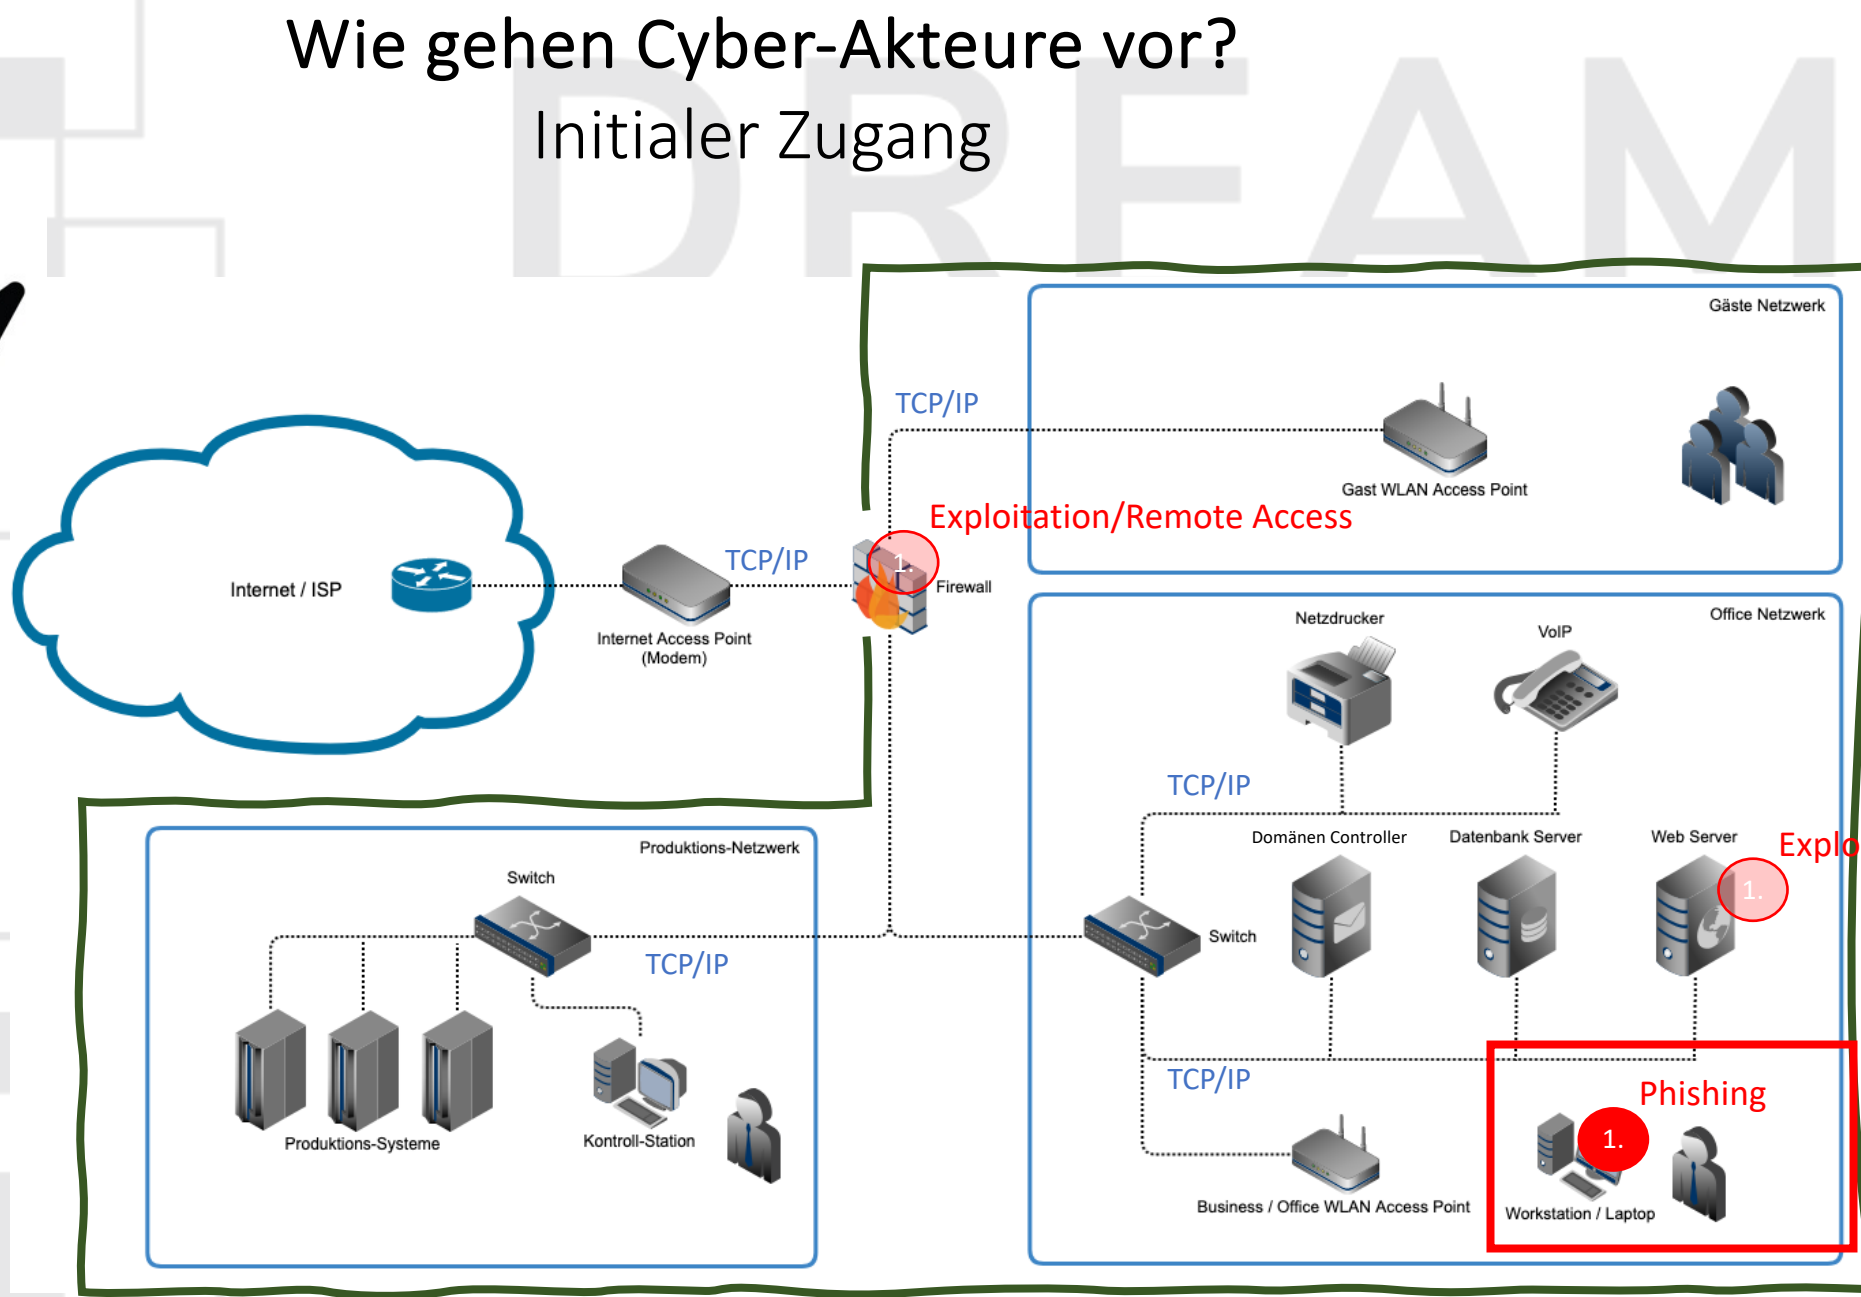 Wie gehen Cyber-Akteure vor?
Initialer Zugang
DREAM
Gäste Netzwerk
TCP/IP
Gast WLAN Access Point
Exploitation/Remote Access
1.
Firewall
TCP/IP
Internet / ISP
Internet Access Point
(Modem)
Office Netzwerk
Netzdrucker
VoIP
TCP/IP
Domänen Controller
Datenbank Server
Web Server
Explo
1.
Switch
Produktions-Netzwerk
Switch
TCP/IP
Produktions-Systeme
Kontroll-Station
TCP/IP
Business / Office WLAN Access Point
Phishing
1.
Workstation / Laptop